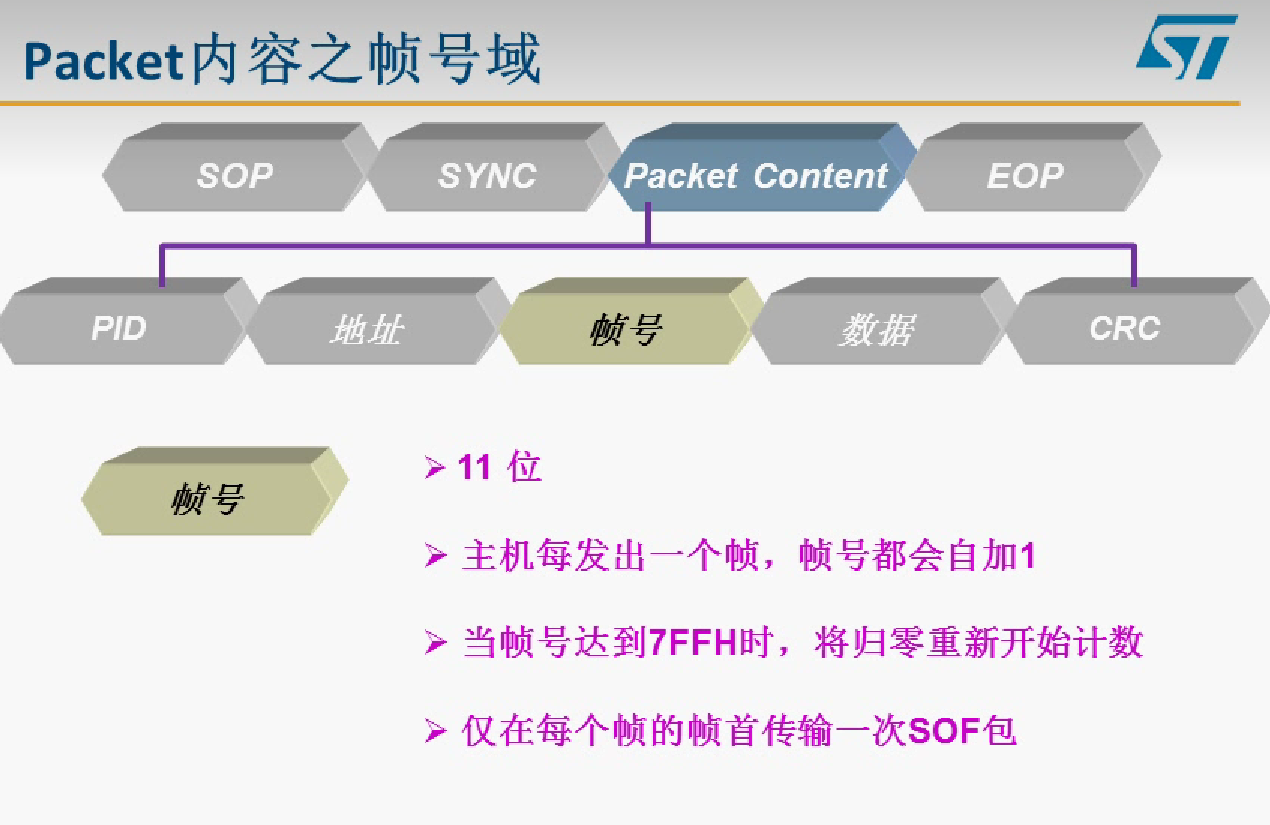 Packet内容之帧号域
ST
SOP SYNC Packet Content EOP
PID 地址 帧号 数据 CRC
帧号
11 位
主机每发出一个帧，帧号都会自加1
当帧号达到7FFH时，将归零重新开始计数
仅在每个帧的帧首传输一次SOF包